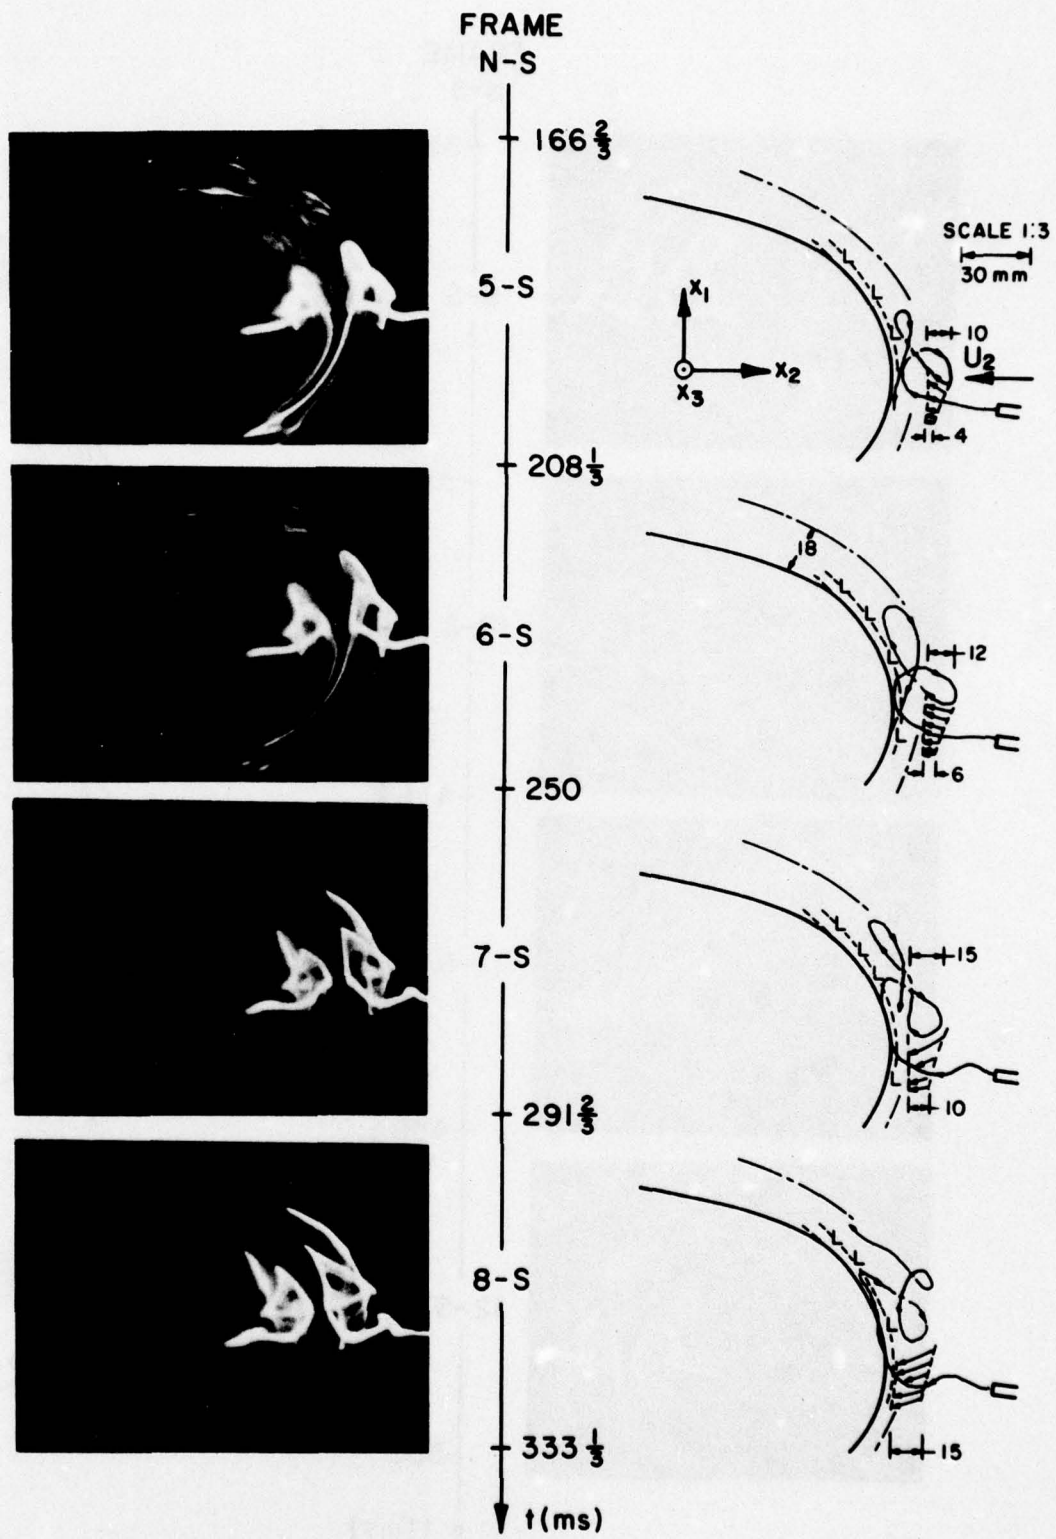 FRAME
N-S
166 2/3
SCALE 1:3
30 mm
5-S
x1
x2
x3
10
U2
4
208 1/3
18
6-S
12
6
250
7-S
15
10
291 2/3
8-S
15
333 1/3
t(ms)